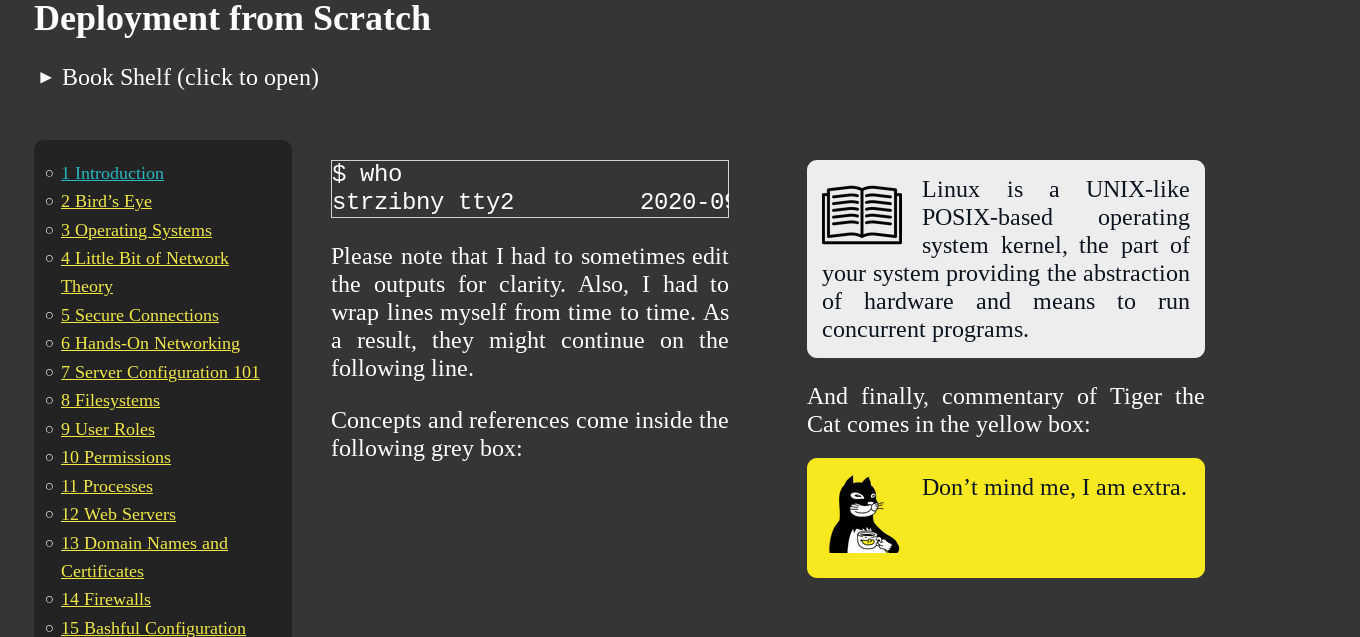 Deployment from Scratch
► Book Shelf (click to open)
1 Introduction
2 Bird’s Eye
3 Operating Systems
4 Little Bit of Network
Theory
5 Secure Connections
6 Hands-On Networking
7 Server Configuration 101
8 Filesystems
9 User Roles
10 Permissions
11 Processes
12 Web Servers
13 Domain Names and
Certificates
14 Firewalls
15 Bashful Configuration
$ who
strzibny tty2 2020-09
Please note that I had to sometimes edit
the outputs for clarity. Also, I had to
wrap lines myself from time to time. As
a result, they might continue on the
following line.
Concepts and references come inside the
following grey box:
Linux is a UNIX-like
POSIX-based operating
system kernel, the part of
your system providing the abstraction
of hardware and means to run
concurrent programs.
And finally, commentary of Tiger the
Cat comes in the yellow box:
Don’t mind me, I am extra.